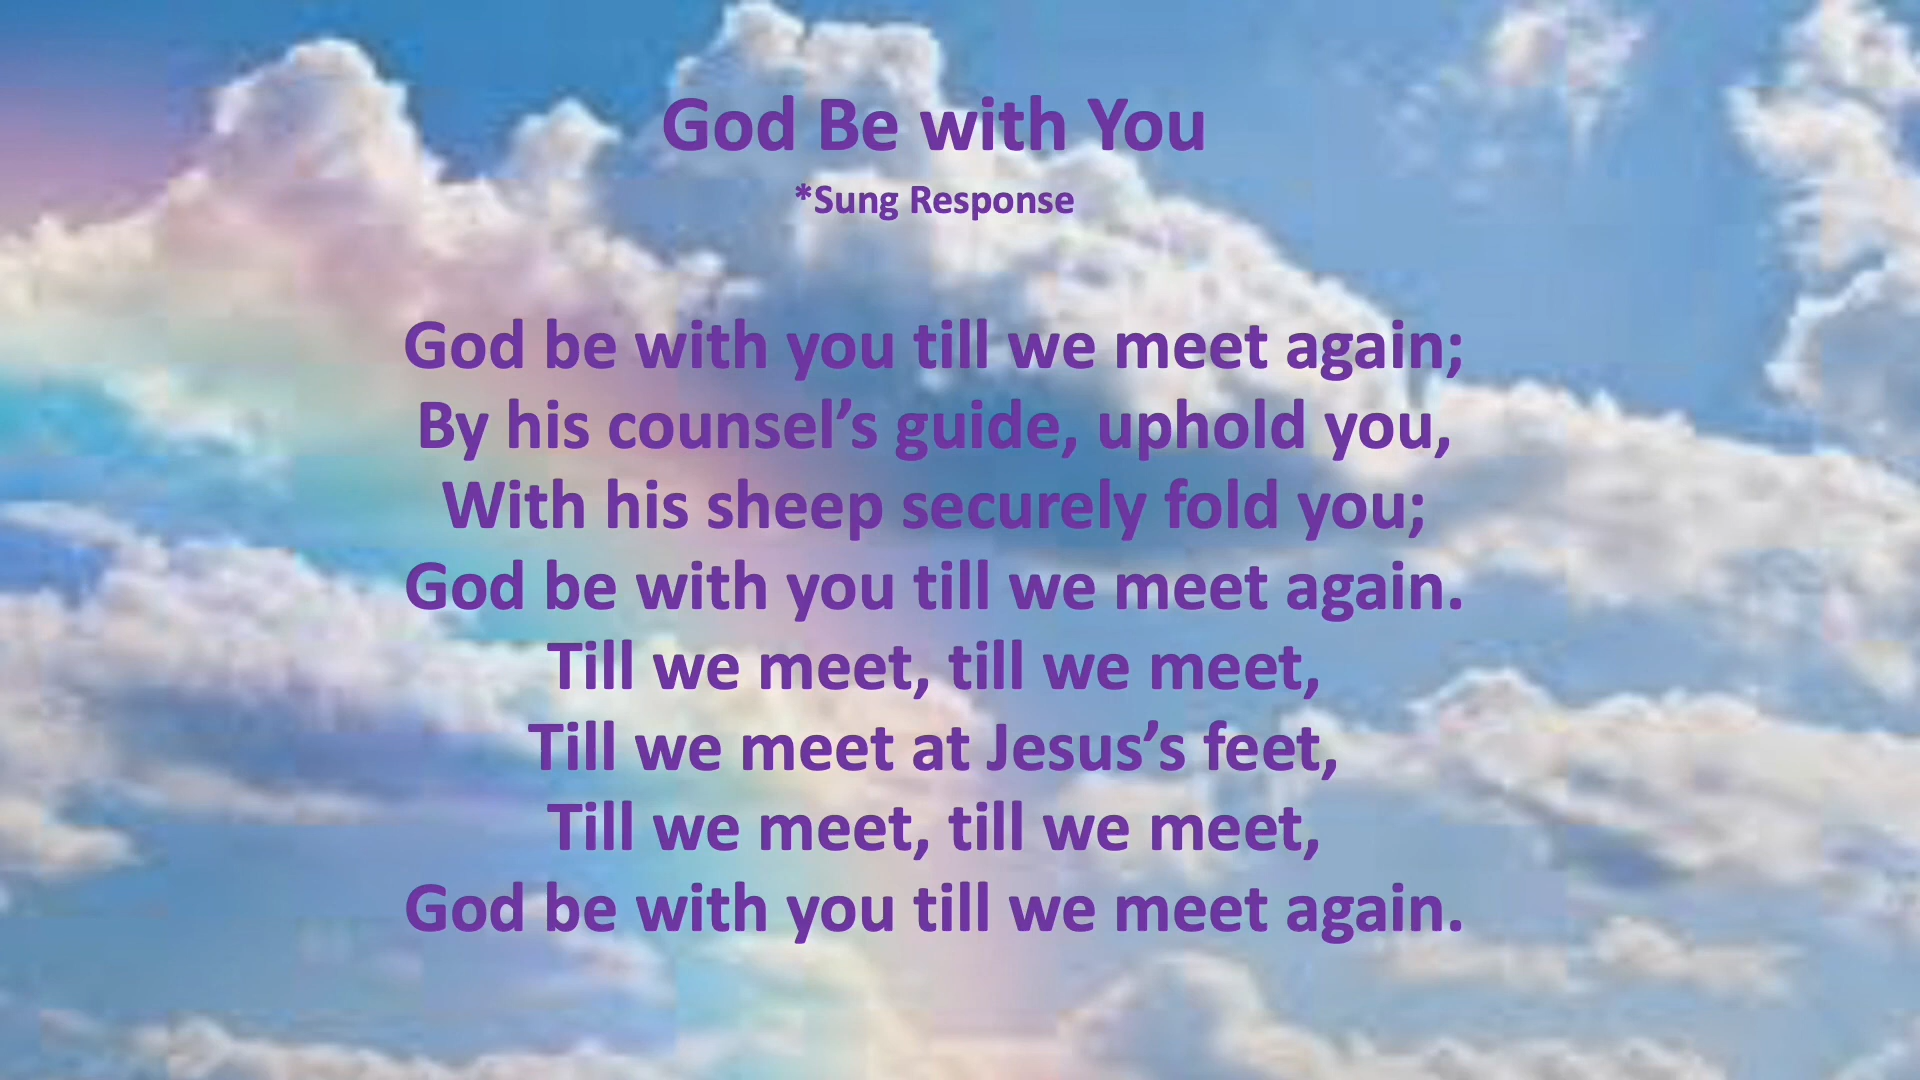 God Be with You
*Sung Response
God be with you till we meet again;
By his counsel’s guide, uphold you,
With his sheep securely fold you;
God be with you till we meet again.
Till we meet, till we meet,
Till we meet at Jesus’s feet,
Till we meet, till we meet,
God be with you till we meet again.